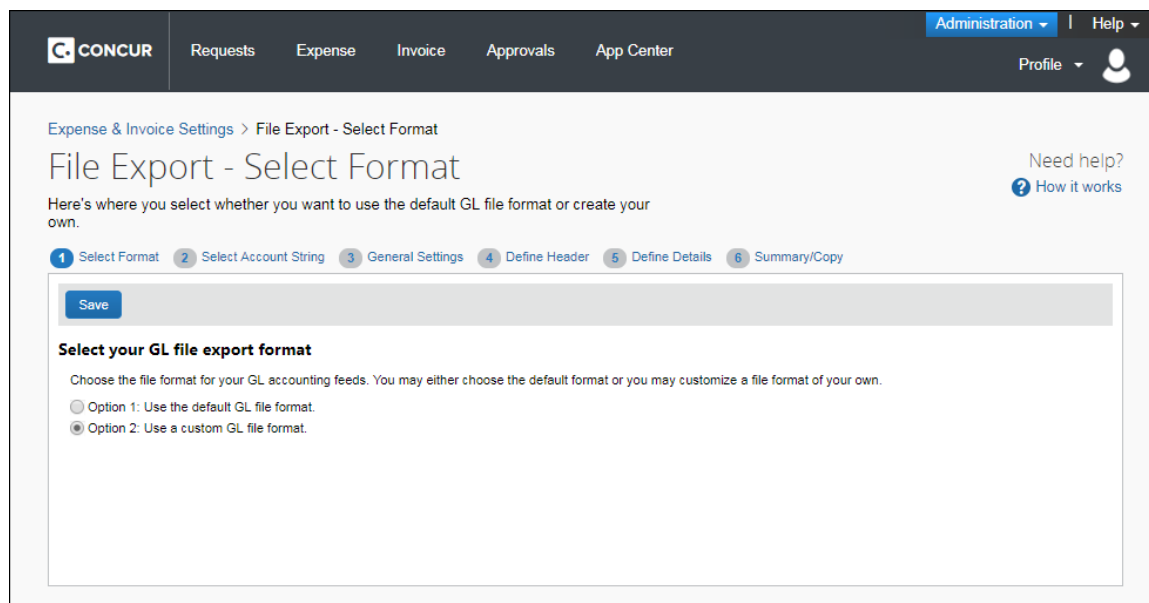 Administration | Help
C. CONCUR Requests Expense Invoice Approvals App Center
Profile
Expense & Invoice Settings > File Export - Select Format
File Export - Select Format
Need help?
? How it works
Here's where you select whether you want to use the default GL file format or create your
own.
1 Select Format 2 Select Account String 3 General Settings 4 Define Header 5 Define Details 6 Summary/Copy
Save
Select your GL file export format
Choose the file format for your GL accounting feeds. You may either choose the default format or you may customize a file format of your own.
Option 1: Use the default GL file format.
Option 2: Use a custom GL file format.